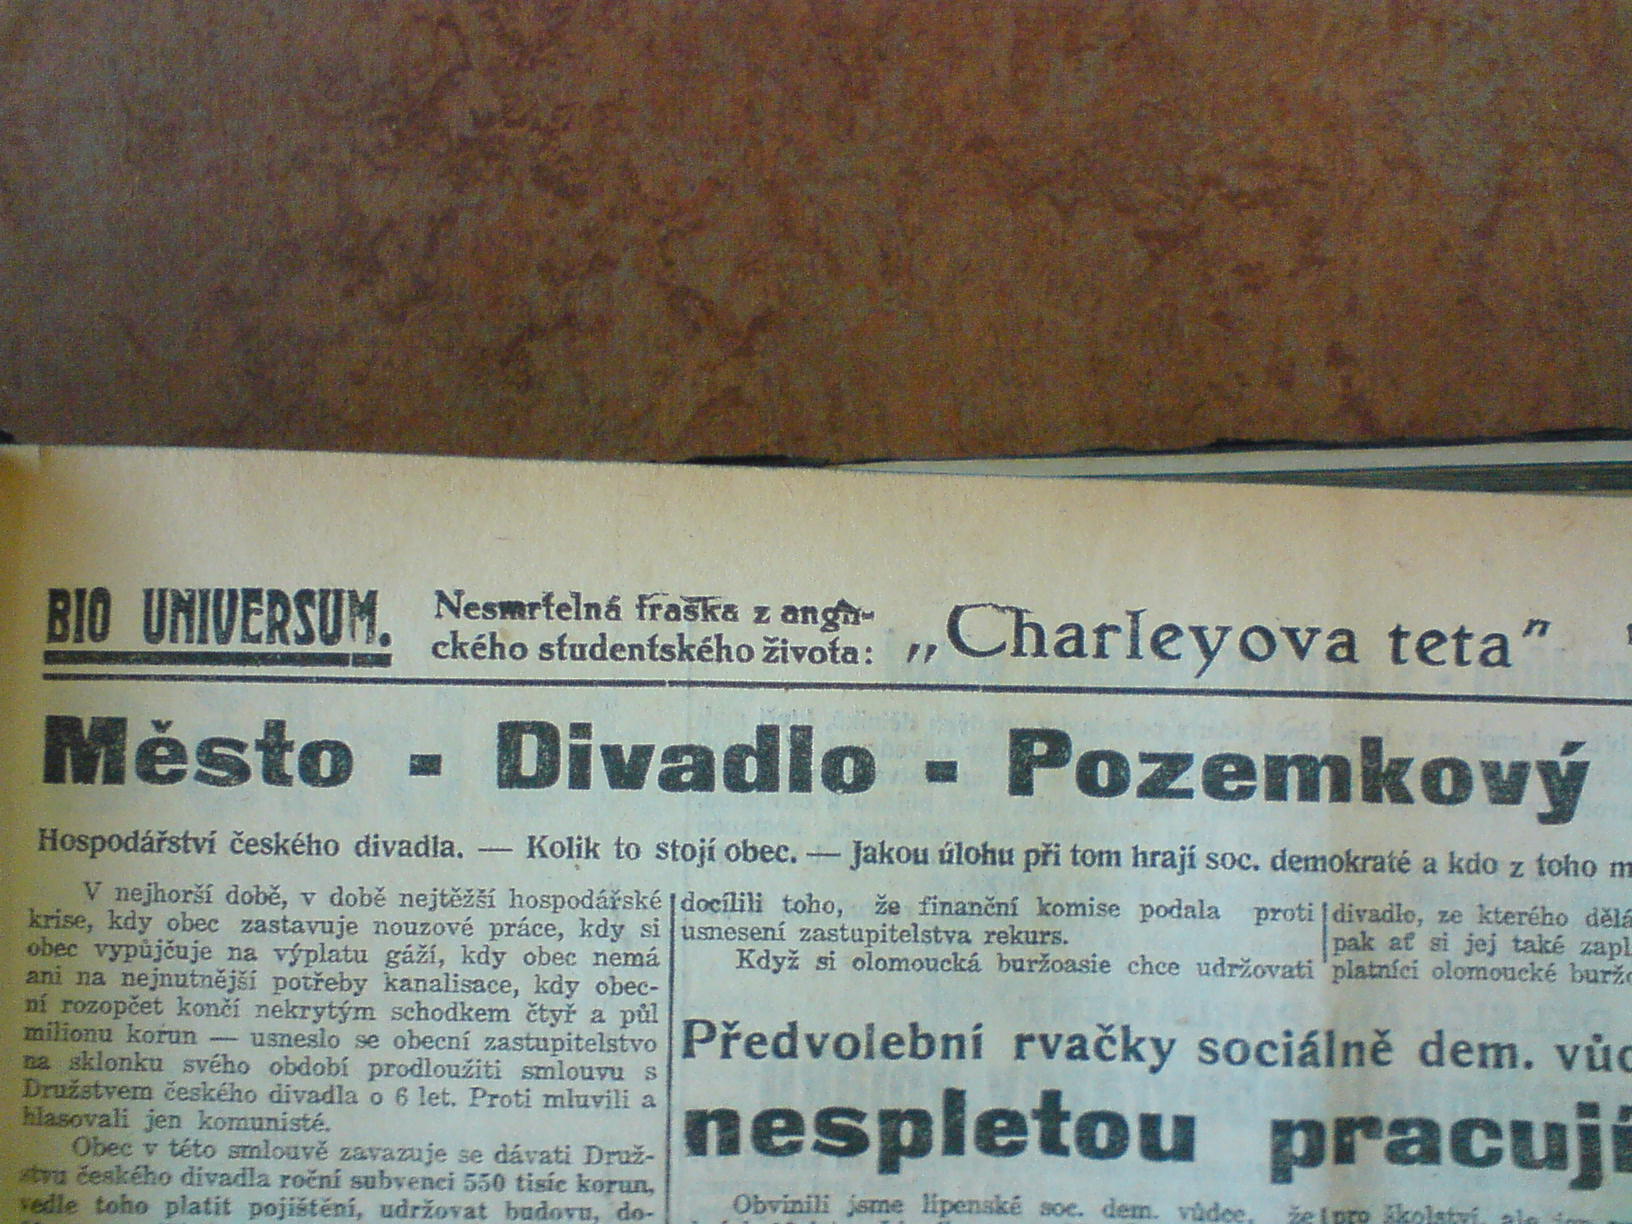 BIO UNIVERSUM.
Nesmrtelná fraška z angli-
ckého studentského života:
„Charleyova teta"
Město - Divadlo - Pozemkový
Hospodářství českého divadla. — Kolik to stojí obec. — Jakou úlohu při tom hrají soc. demokraté a kdo z toho m
V nejhorší době, v době nejtěžší hospodářské
krise, kdy obec zastavuje nouzové práce, kdy si
obec vypůjčuje na výplatu gáží, kdy obec nemá
ani na nejnutnější potřeby kanalisace, kdy obec-
ní rozopčet končí nekrytým schodkem čtyř a půl
milionu korun — usneslo se obecní zastupitelstvo
na sklonku svého období prodloužiti smlouvu s
Družstvem českého divadla o 6 let. Proti mluvili a
hlasovali jen komunisté.
Obec v této smlouvě zavazuje se dávati Druž-
stvu českého divadla roční subvenci 550 tisíc korun,
vedle toho platit pojištění, udržovat budovu, do-
docílili toho, že finanční komise podala proti
usnesení zastupitelstva rekurs.
Když si olomoucká buržoasie chce udržovati
divadlo, ze kterého dělá
pak ať si jej také zapl
platníci olomoucké buržo
Předvolební rvačky sociálně dem. vůd
nespletou pracují
Obvinili jsme lipenské soc. dem. vůdce, že
pro školství, ale